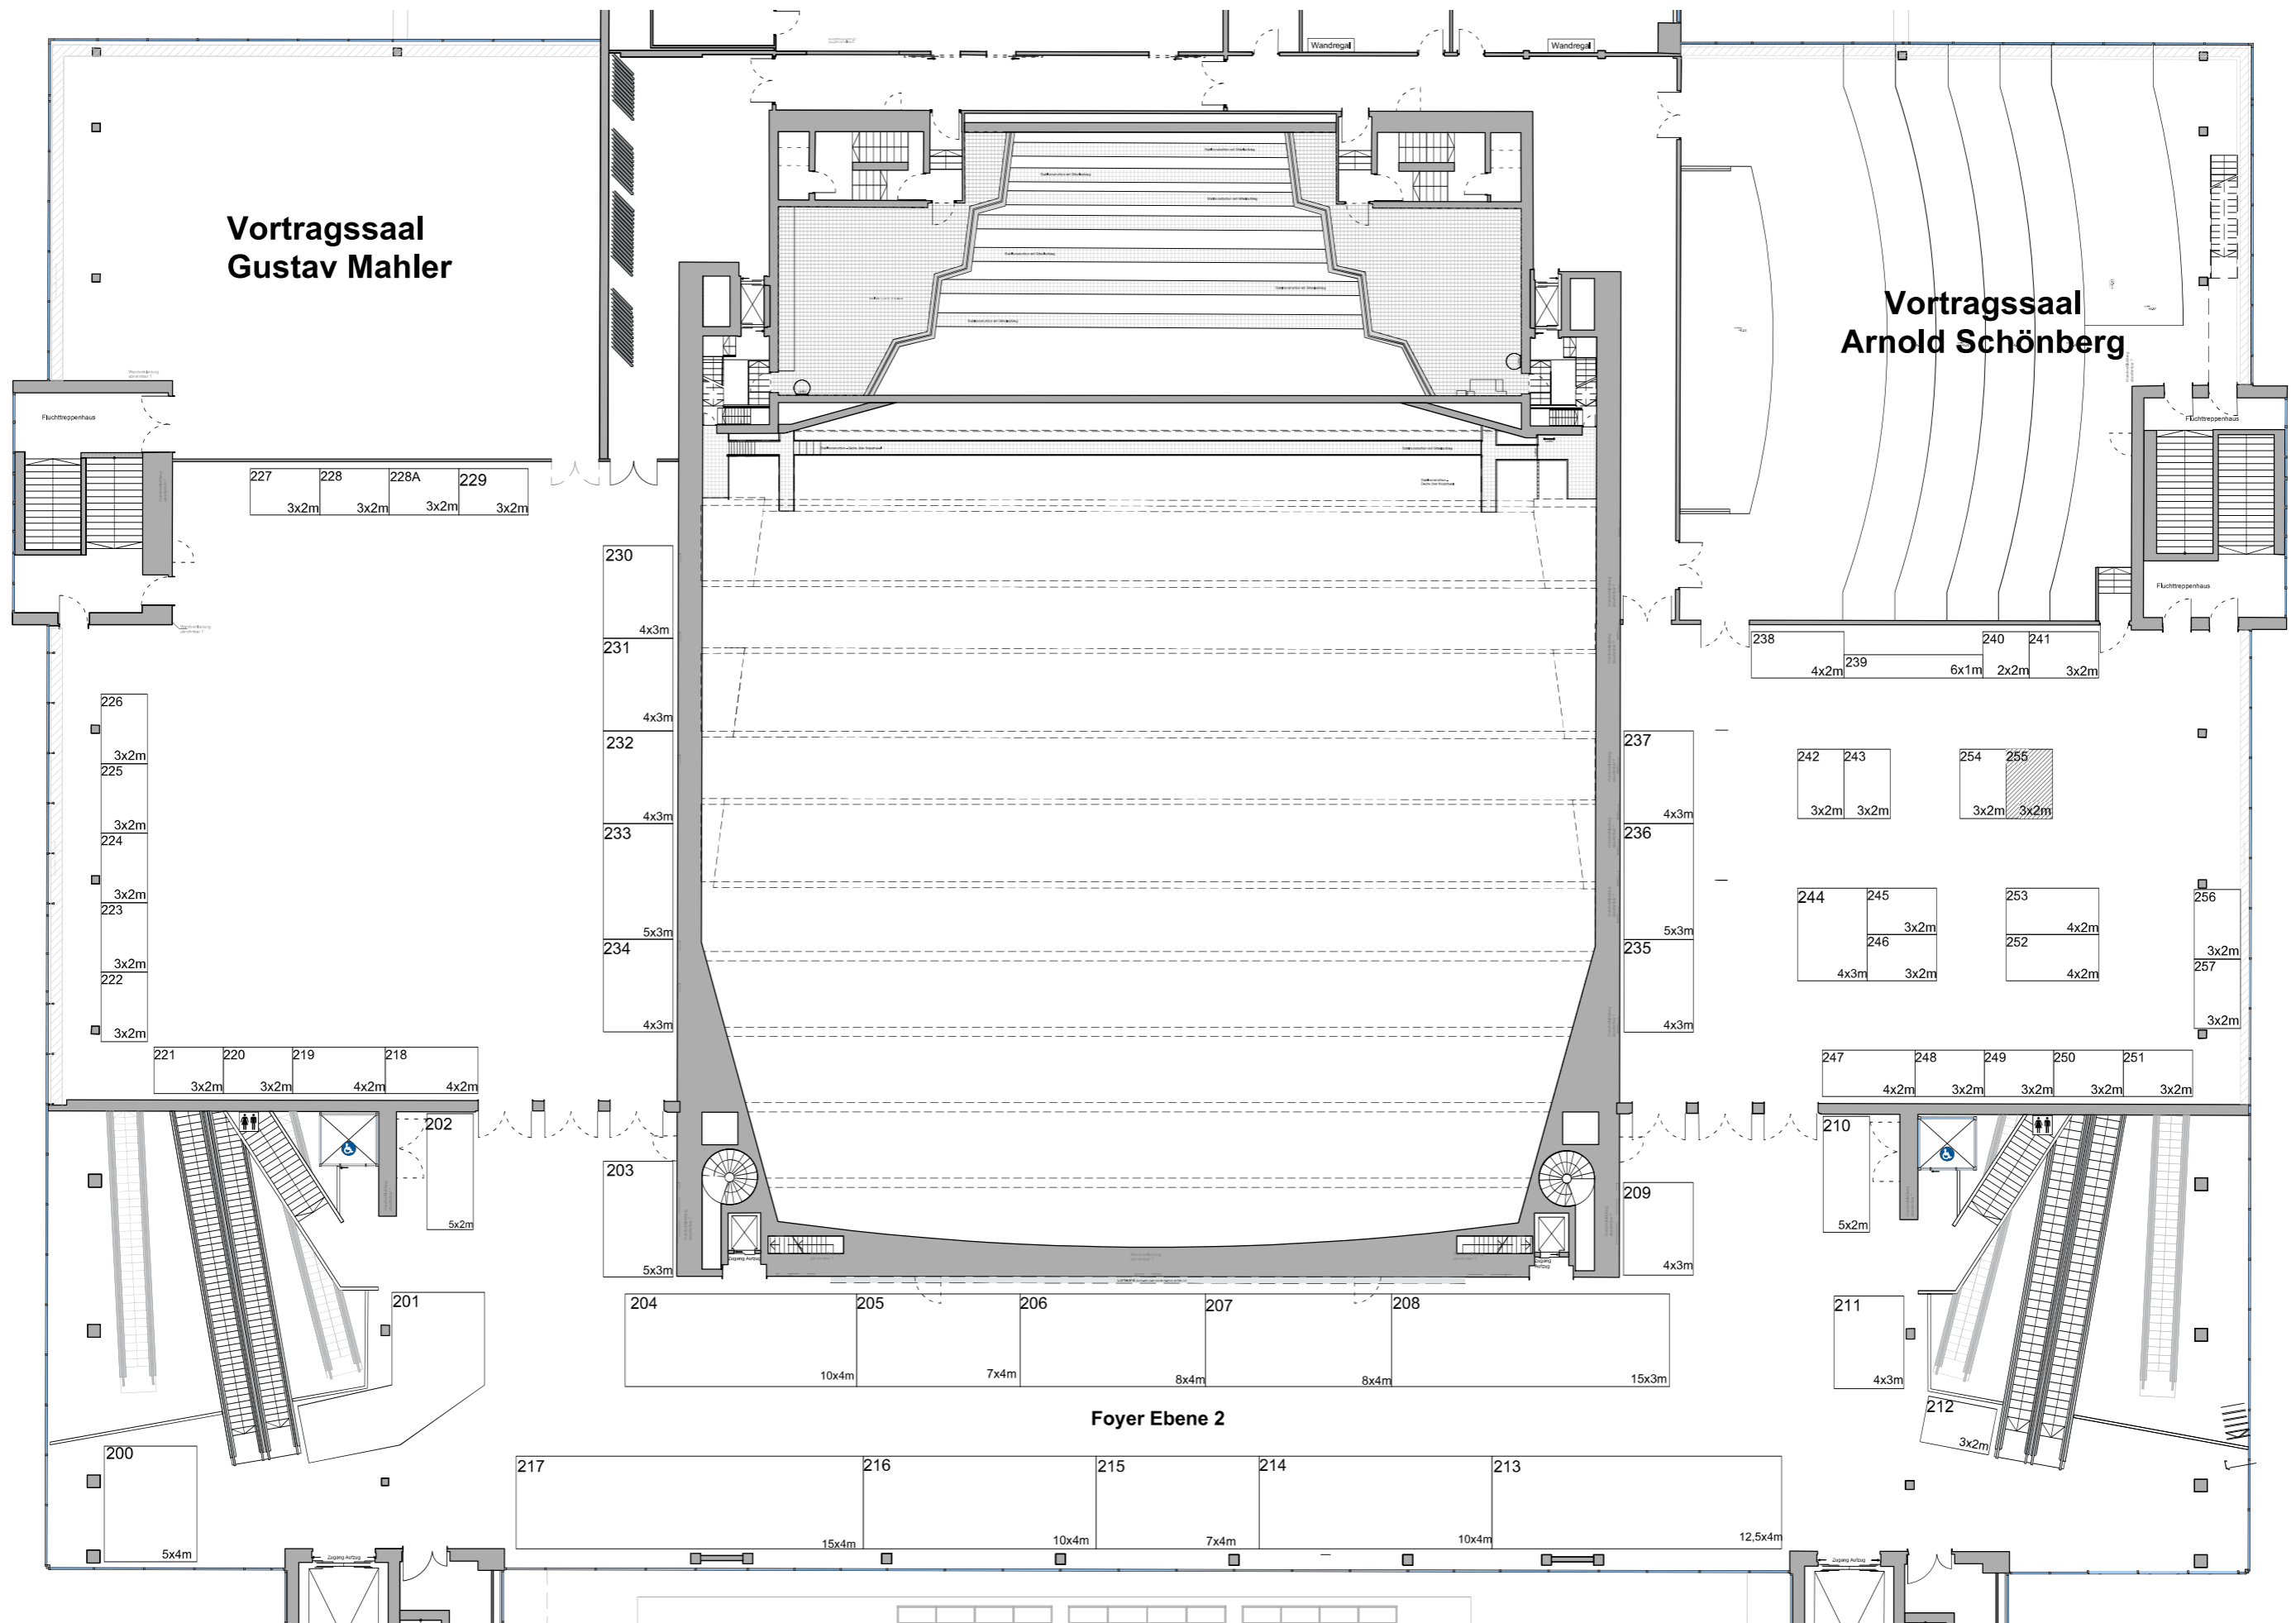 Wandregal
Wandregal
Vortragssaal
Gustav Mahler
Vortragssaal
Arnold Schönberg
Fluchttreppenhaus
Fluchttreppenhaus
Fluchttreppenhaus
227
3x2m
228
3x2m
228A
3x2m
229
3x2m
230
4x3m
231
4x3m
232
4x3m
233
5x3m
234
4x3m
226
3x2m
225
3x2m
224
3x2m
223
3x2m
222
3x2m
221
3x2m
220
3x2m
219
4x2m
218
4x2m
238
4x2m
239
6x1m
240
2x2m
241
3x2m
237
4x3m
236
5x3m
235
4x3m
242
3x2m
243
3x2m
254
3x2m
255
3x2m
244
4x3m
245
3x2m
246
3x2m
253
4x2m
252
4x2m
256
3x2m
257
3x2m
247
4x2m
248
3x2m
249
3x2m
250
3x2m
251
3x2m
202
5x2m
203
5x3m
210
5x2m
209
4x3m
Zugang Aufzug
Zugang
Aufzug
201
204
10x4m
205
7x4m
206
8x4m
207
8x4m
208
15x3m
211
4x3m
212
3x2m
Foyer Ebene 2
200
5x4m
217
15x4m
216
10x4m
215
7x4m
214
10x4m
213
12,5x4m
Zugang Aufzug
Zugang Aufzug